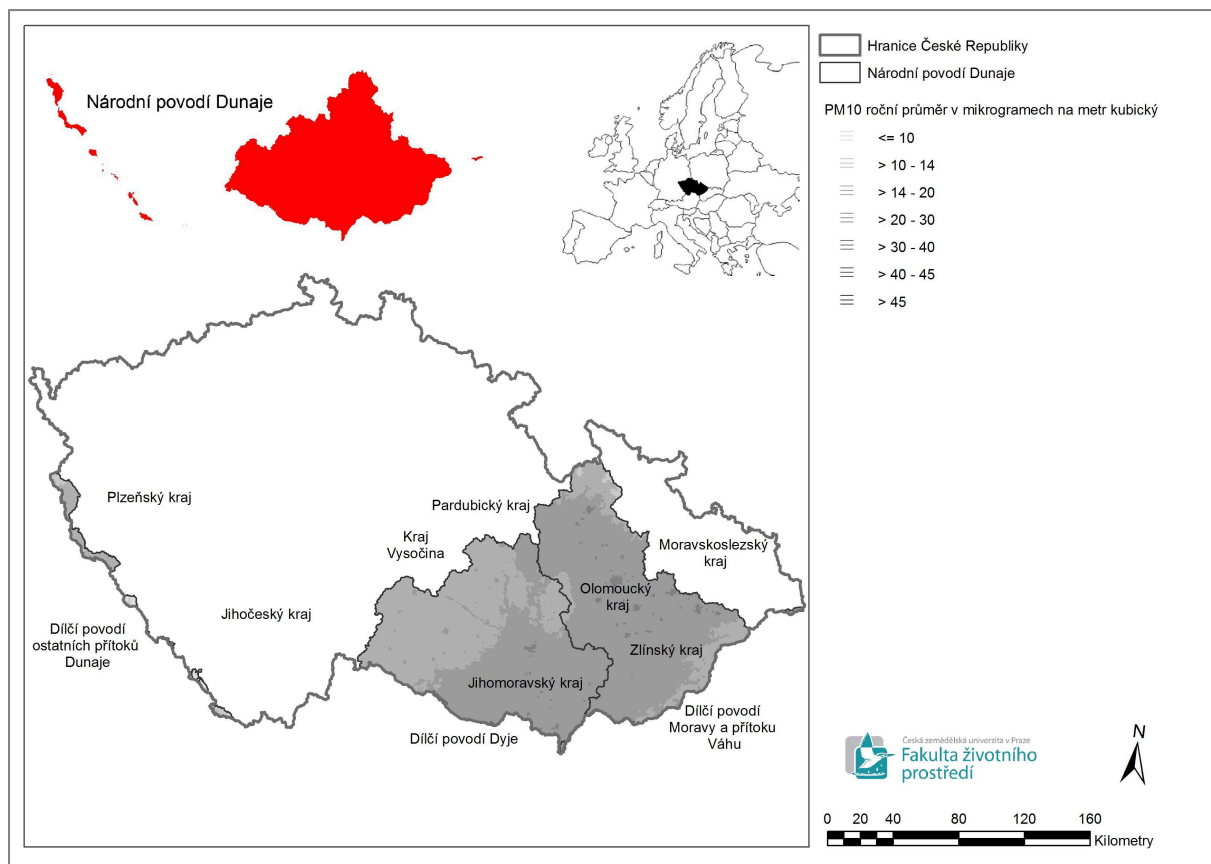 Národní povodí Dunaje
Hranice České Republiky
Národní povodí Dunaje
PM10 roční průměr v mikrogramech na metr kubický
<= 10
> 10 - 14
> 14 - 20
> 20 - 30
> 30 - 40
> 40 - 45
> 45
Plzeňský kraj
Pardubický kraj
Kraj
Vysočina
Moravskoslezský
kraj
Olomoucký
kraj
Jihočeský kraj
Dílčí povodí
ostatních přítoků
Dunaje
Zlínský kraj
Jihomoravský kraj
Dílčí povodí
Moravy a přítoku
Váhu
Dílčí povodí Dyje
Česká zemědělská univerzita v Praze
Fakulta životního
prostředí
N
0 20 40 80 120 160
Kilometry